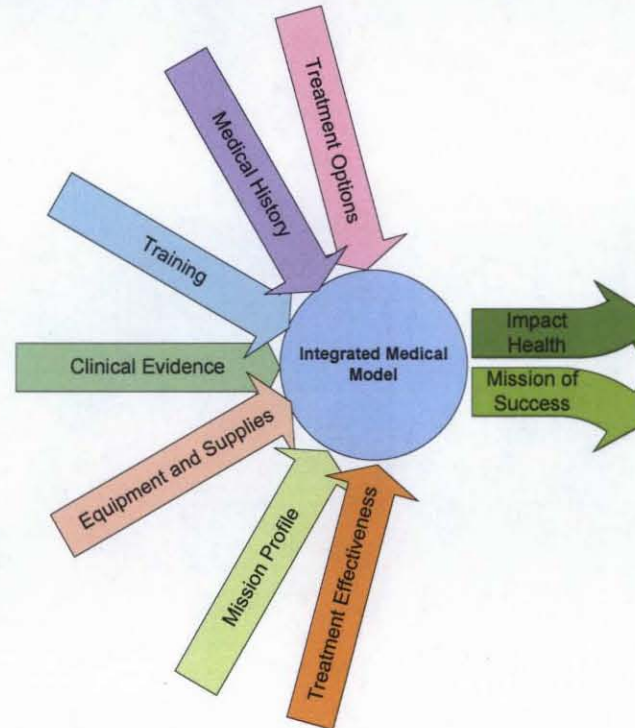 Treatment Options
Medical History
Training
Clinical Evidence
Equipment and Supplies
Mission Profile
Treatment Effectiveness
Integrated Medical
Model
Impact
Health
Mission of
Success